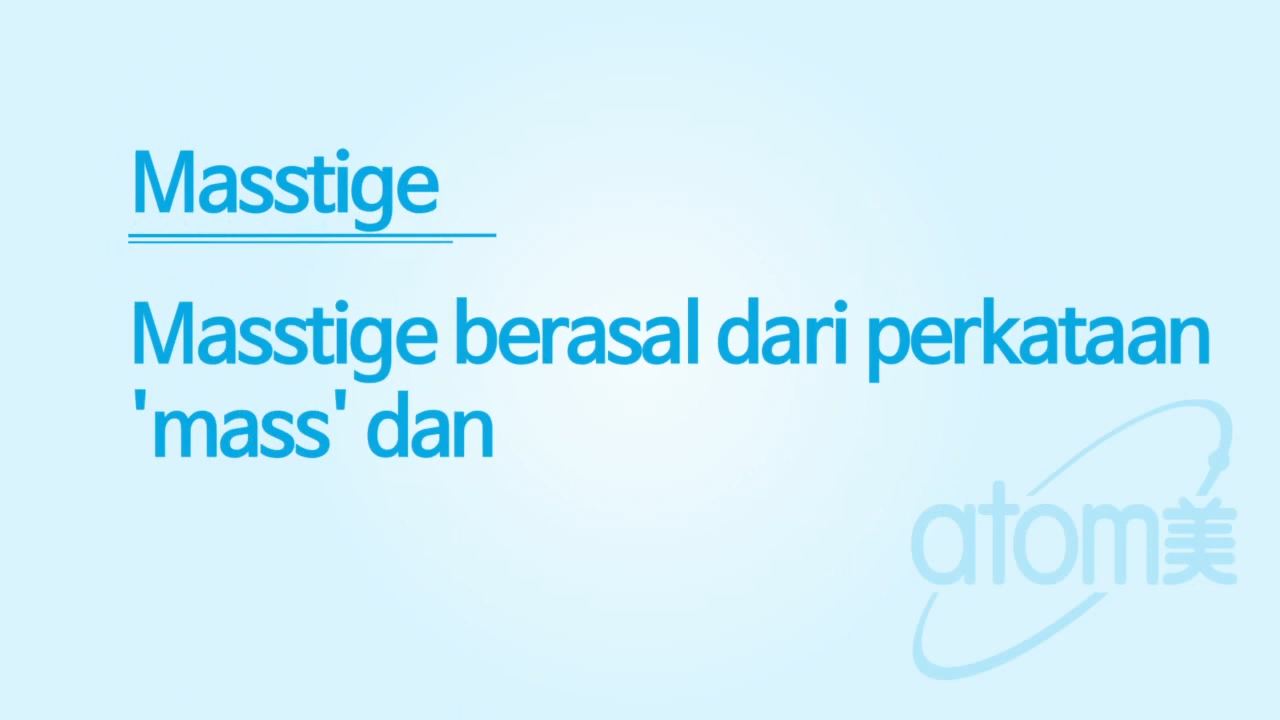 Masstige
Masstige berasal dari perkataan
'mass' dan
atom美